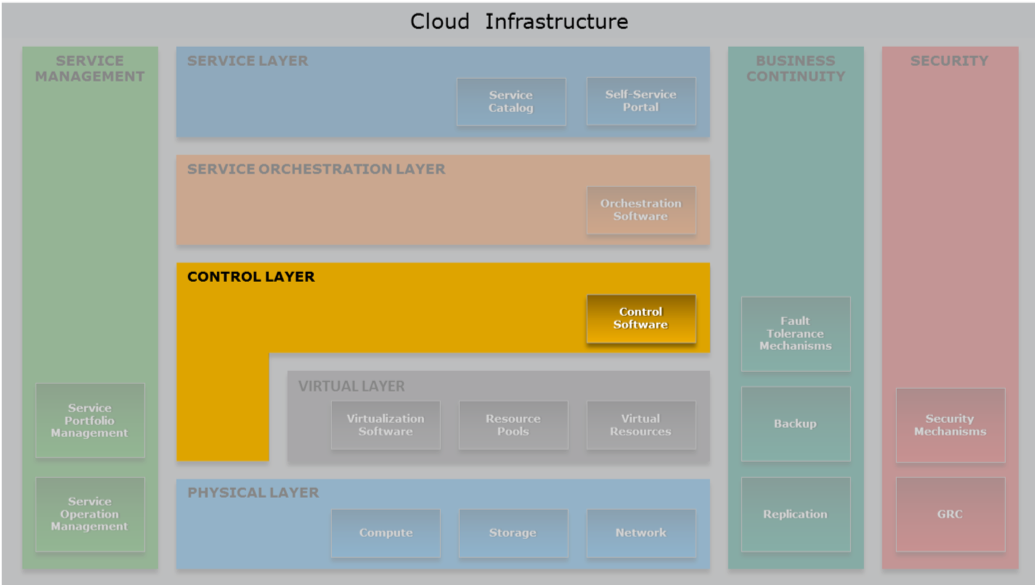 Cloud Infrastructure
SERVICE
MANAGEMENT
Service
Portfolio
Management
Service
Operation
Management
SERVICE LAYER
Service
Catalog
Self-Service
Portal
SERVICE ORCHESTRATION LAYER
Orchestration
Software
CONTROL LAYER
Control
Software
VIRTUAL LAYER
Virtualization
Software
Resource
Pools
Virtual
Resources
PHYSICAL LAYER
Compute
Storage
Network
BUSINESS
CONTINUITY
Fault
Tolerance
Mechanisms
Backup
Replication
SECURITY
Security
Mechanisms
GRC